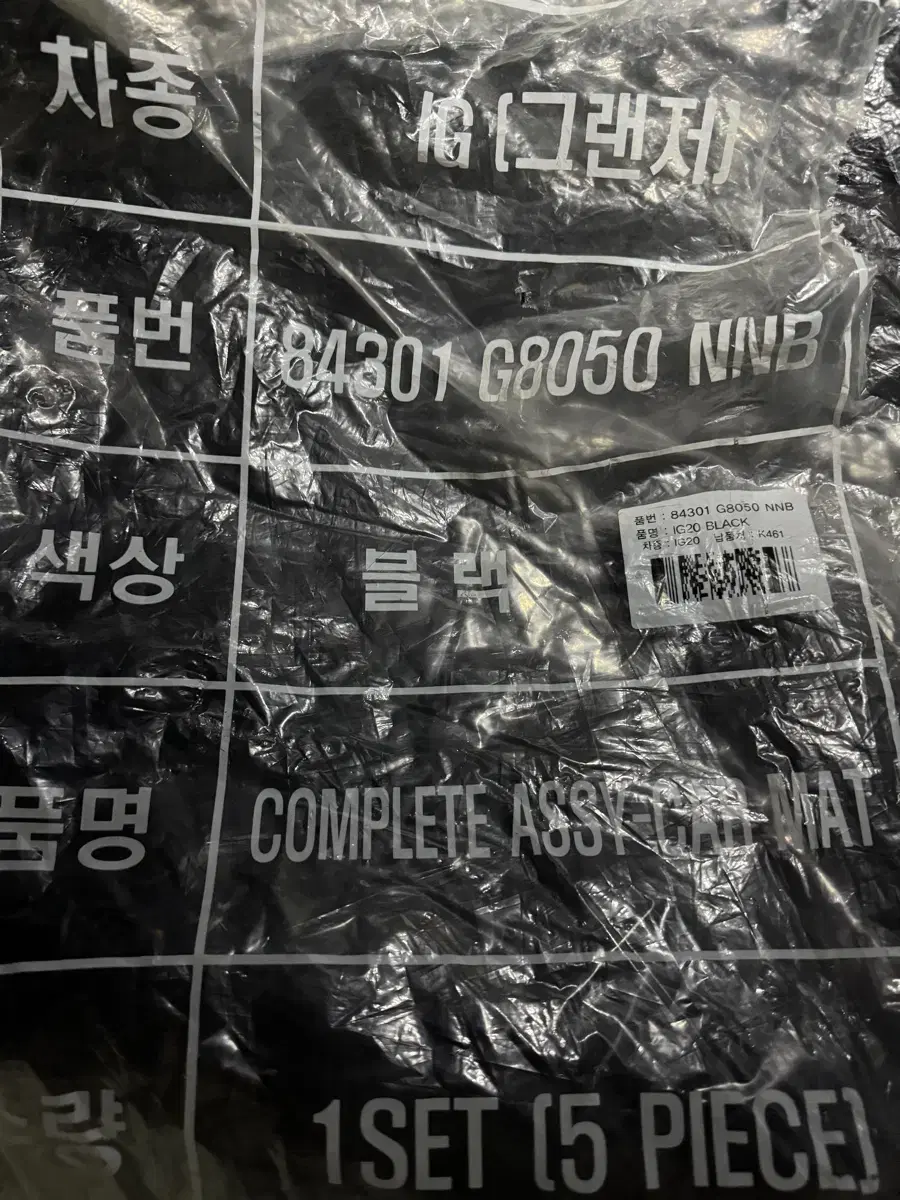 차종 IG (그랜저)
품번 84301 G8050 NNB
색상 블랙
품번 : 84301 G8050 NNB
품명 : IG20 BLACK
차종 : IG20 납품처 : K461
품명 COMPLETE ASSY-CAR MAT
수량 1SET (5 PIECE)